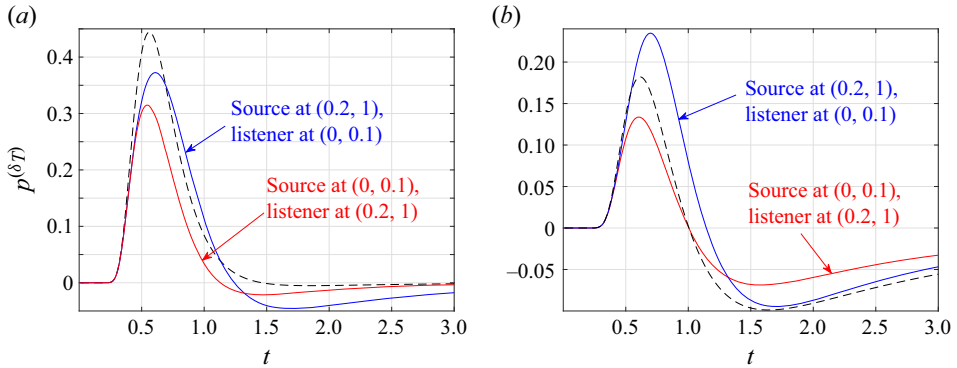 (a)
(b)
0.4
0.3
0.2
0.1
0
p(δT)
0.5
1.0
1.5
2.0
2.5
3.0
t
Source at (0.2, 1),
listener at (0, 0.1)
Source at (0, 0.1),
listener at (0.2, 1)
0.20
0.15
0.10
0.05
0
–0.05
0.5
1.0
1.5
2.0
2.5
3.0
t
Source at (0.2, 1),
listener at (0, 0.1)
Source at (0, 0.1),
listener at (0.2, 1)